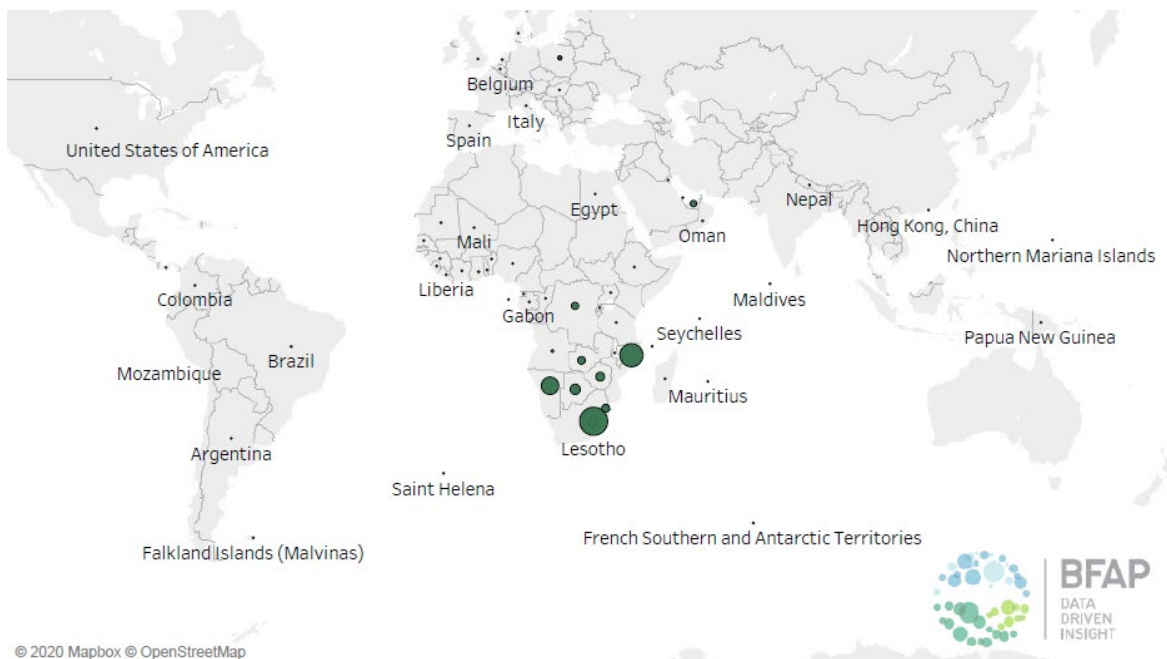 Belgium
Italy
Spain
United States of America
Egypt
Nepal
Mali
Oman
Hong Kong, China
Northern Mariana Islands
Liberia
Colombia
Maldives
Gabon
Seychelles
Papua New Guinea
Brazil
Mozambique
Mauritius
Argentina
Lesotho
Saint Helena
French Southern and Antarctic Territories
Falkland Islands (Malvinas)
BFAP
DATA
DRIVEN
INSIGHT
© 2020 Mapbox © OpenStreetMap